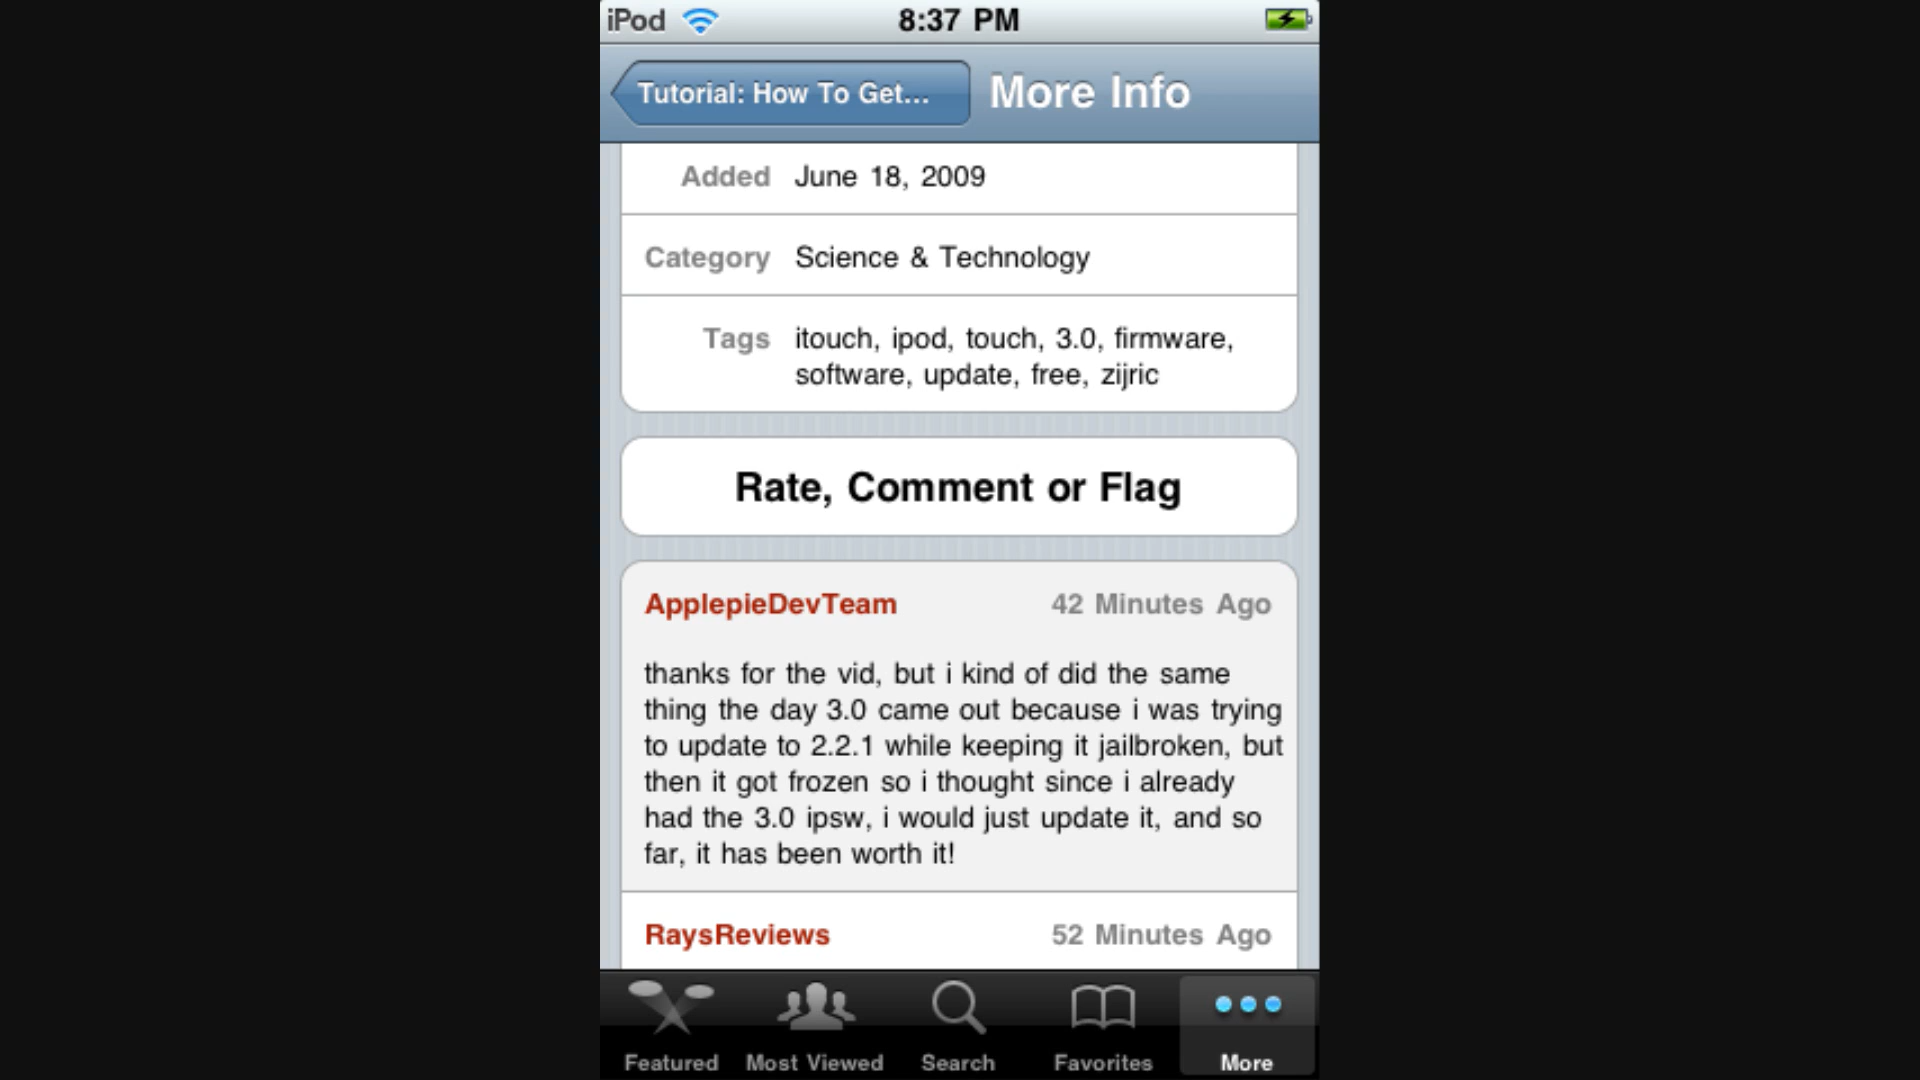 iPod 8:37 PM
Tutorial: How To Get... More Info
Added June 18, 2009
Category Science & Technology
Tags itouch, ipod, touch, 3.0, firmware,
software, update, free, zijric
Rate, Comment or Flag
ApplepieDevTeam 42 Minutes Ago
thanks for the vid, but i kind of did the same
thing the day 3.0 came out because i was trying
to update to 2.2.1 while keeping it jailbroken, but
then it got frozen so i thought since i already
had the 3.0 ipsw, i would just update it, and so
far, it has been worth it!
RaysReviews 52 Minutes Ago
Featured Most Viewed Search Favorites More